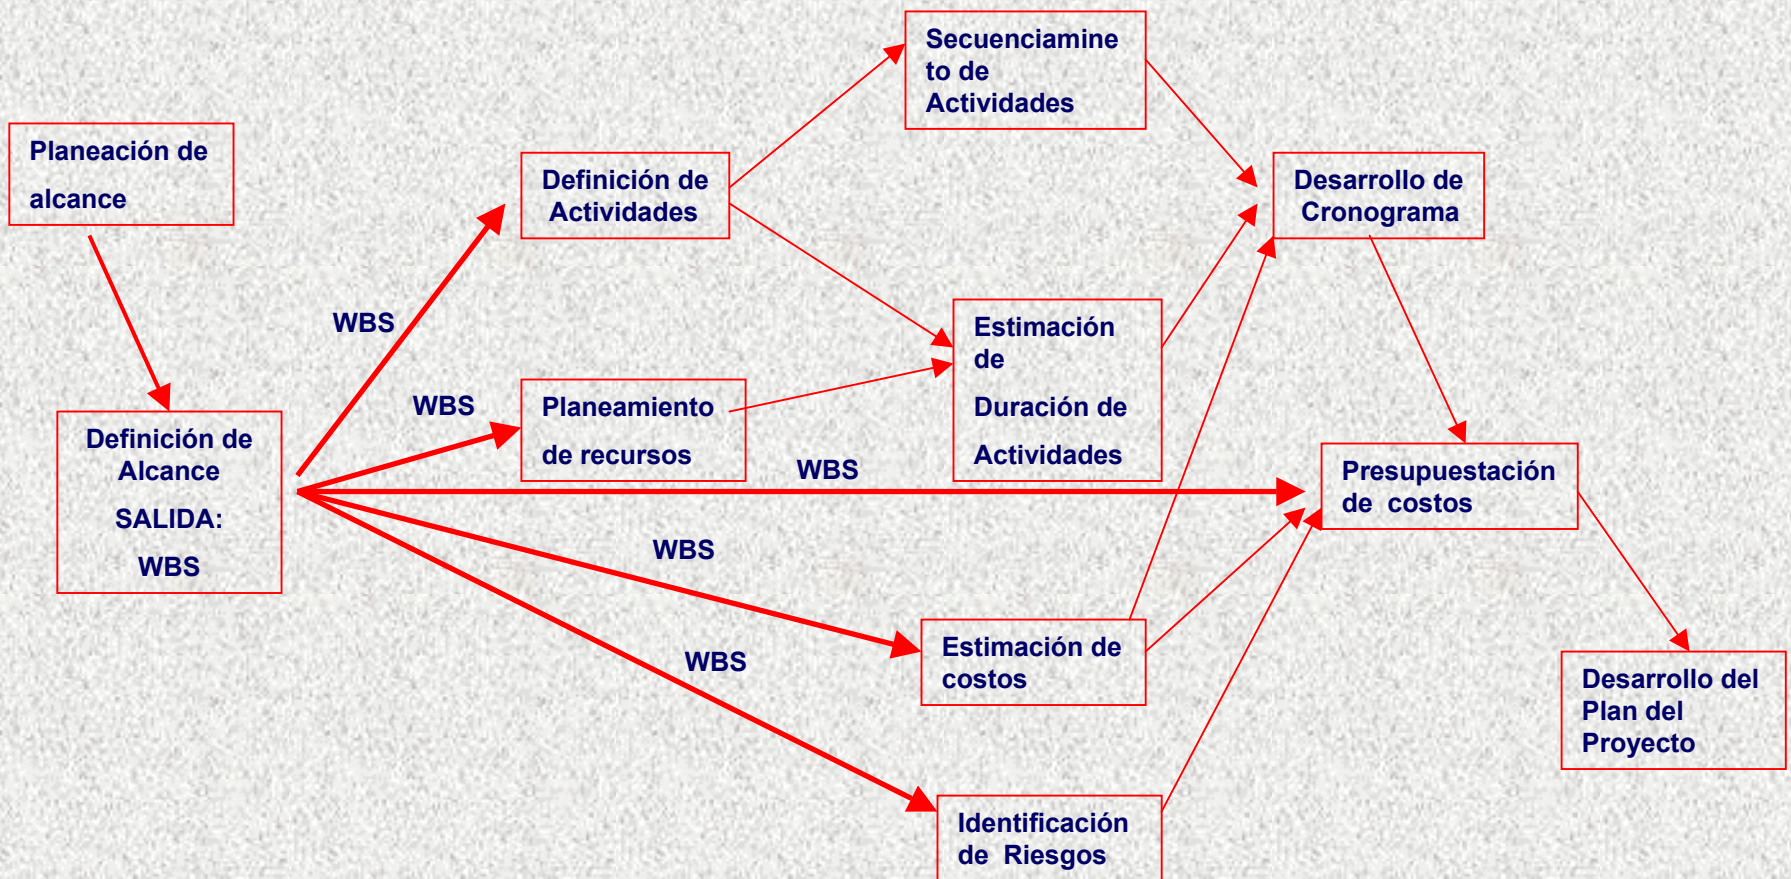 Secuenciamine
to de
Actividades
Planeación de
alcance
Definición de
Actividades
Desarrollo de
Cronograma
WBS
Estimación
de
Duración de
Actividades
WBS
Planeamiento
de recursos
Definición de
Alcance
SALIDA:
WBS
WBS
Presupuestación
de costos
WBS
Estimación de
costos
WBS
Desarrollo del
Plan del
Proyecto
Identificación
de Riesgos